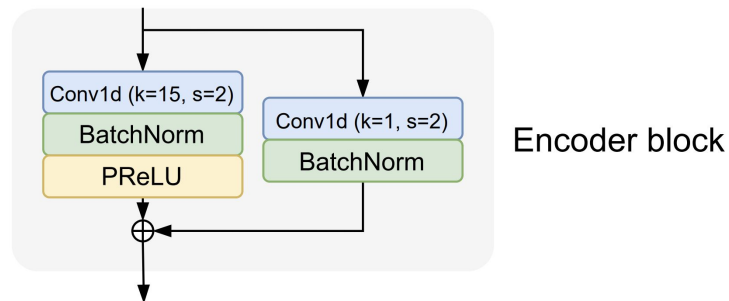 Conv1d (k=15, s=2)
BatchNorm
PReLU
Conv1d (k=1, s=2)
BatchNorm
Encoder block